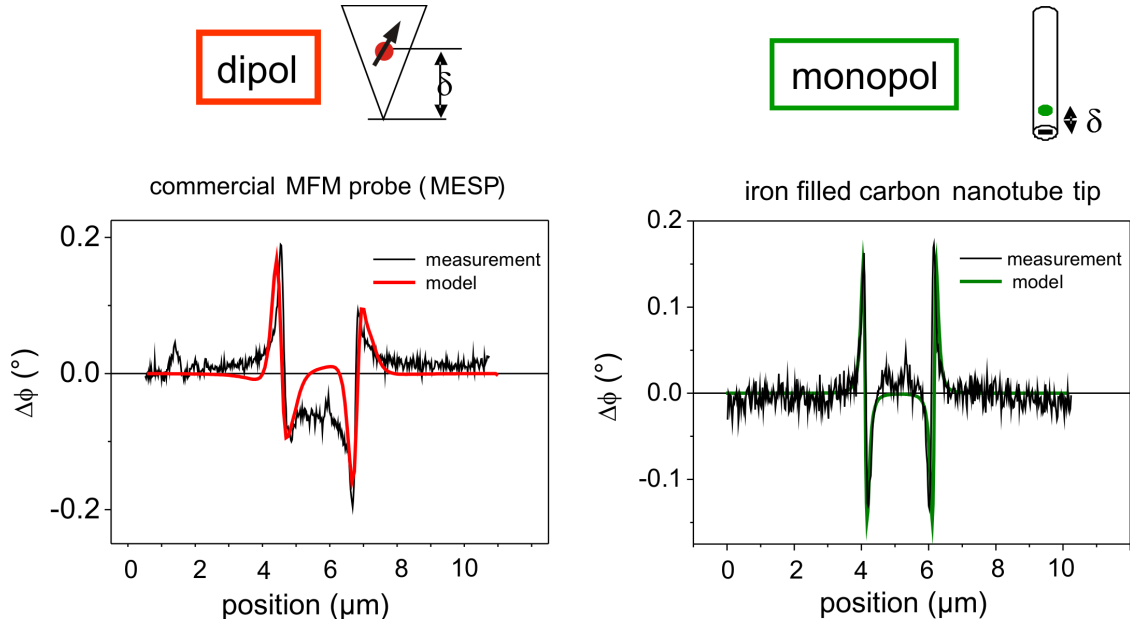 dipol
δ
monopol
δ
commercial MFM probe (MESP)
0.2
0.0
-0.2
Δϕ (°)
measurement
model
0 2 4 6 8 10
position (µm)
iron filled carbon nanotube tip
0.2
0.1
0.0
-0.1
Δϕ (°)
measurement
model
0 2 4 6 8 10
position (µm)